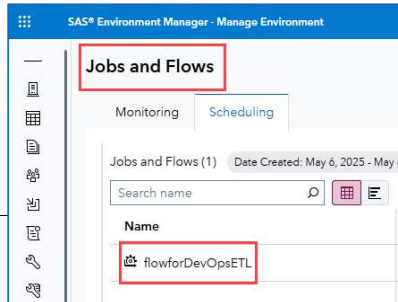 SAS® Environment Manager - Manage Environment
Jobs and Flows
Monitoring Scheduling
Jobs and Flows (1) Date Created: May 6, 2025 - May
Search name
Name
flowforDevOpsETL